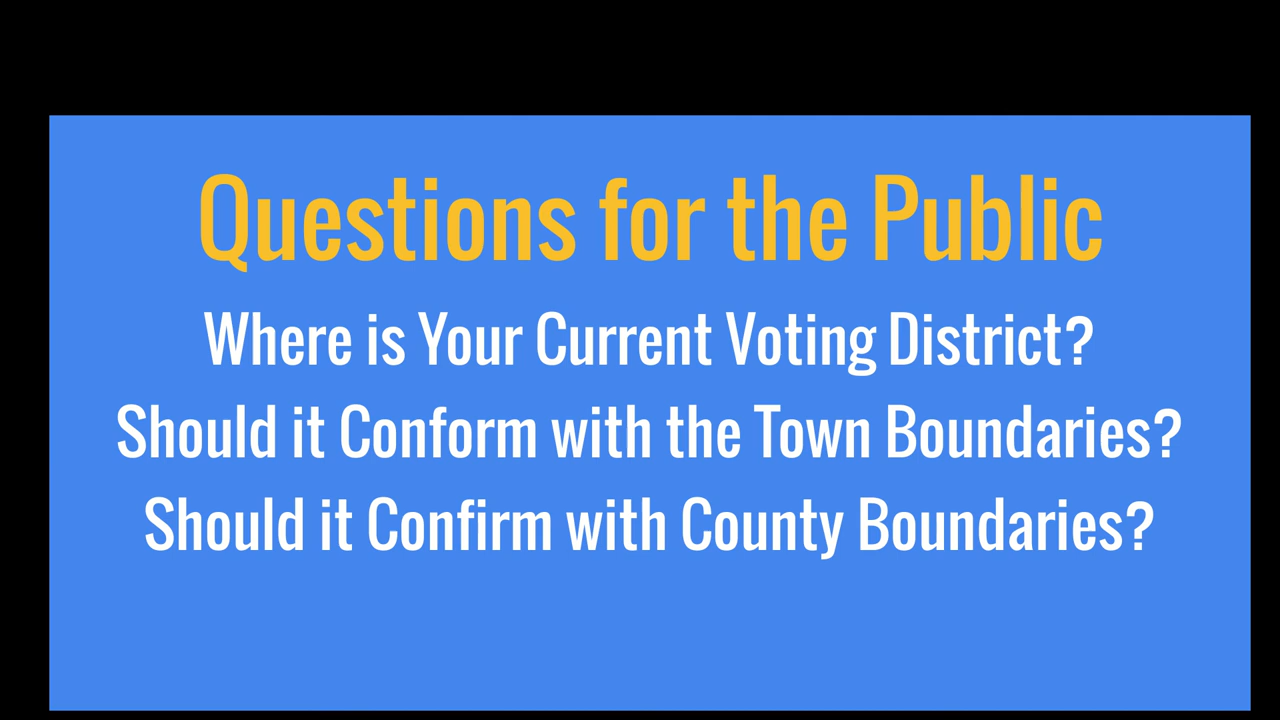 Questions for the Public
Where is Your Current Voting District?
Should it Conform with the Town Boundaries?
Should it Confirm with County Boundaries?